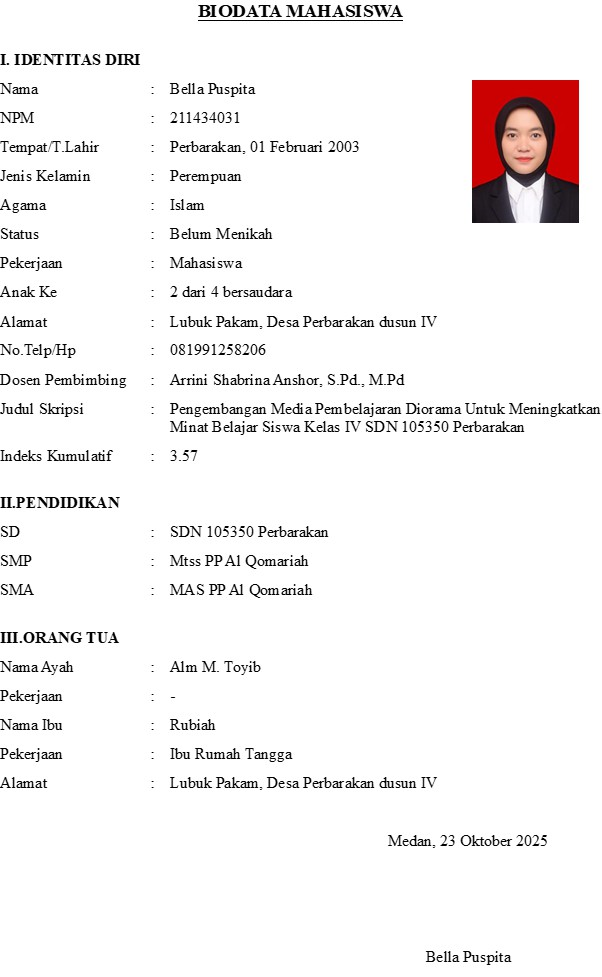 BIODATA MAHASISWA
I. IDENTITAS DIRI
Nama : Bella Puspita
NPM : 211434031
Tempat/T.Lahir : Perbarakan, 01 Februari 2003
Jenis Kelamin : Perempuan
Agama : Islam
Status : Belum Menikah
Pekerjaan : Mahasiswa
Anak Ke : 2 dari 4 bersaudara
Alamat : Lubuk Pakam, Desa Perbarakan dusun IV
No.Telp/Hp : 081991258206
Dosen Pembimbing : Arrini Shabrina Anshor, S.Pd., M.Pd
Judul Skripsi : Pengembangan Media Pembelajaran Diorama Untuk Meningkatkan
Minat Belajar Siswa Kelas IV SDN 105350 Perbarakan
Indeks Kumulatif : 3.57
II.PENDIDIKAN
SD : SDN 105350 Perbarakan
SMP : Mtss PP Al Qomariah
SMA : MAS PP Al Qomariah
III.ORANG TUA
Nama Ayah : Alm M. Toyib
Pekerjaan : -
Nama Ibu : Rubiah
Pekerjaan : Ibu Rumah Tangga
Alamat : Lubuk Pakam, Desa Perbarakan dusun IV
Medan, 23 Oktober 2025
Bella Puspita